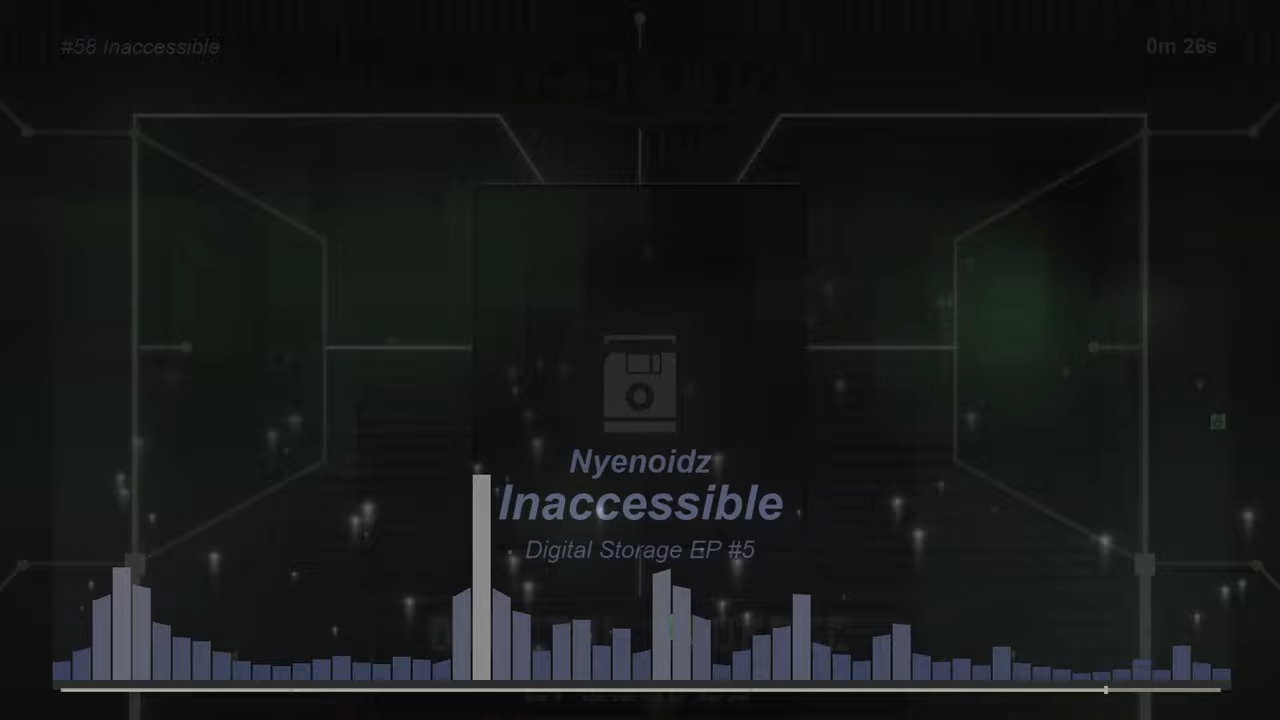 #58 Inaccessible
0m 26s
Nyenoidz
Inaccessible
Digital Storage EP #5